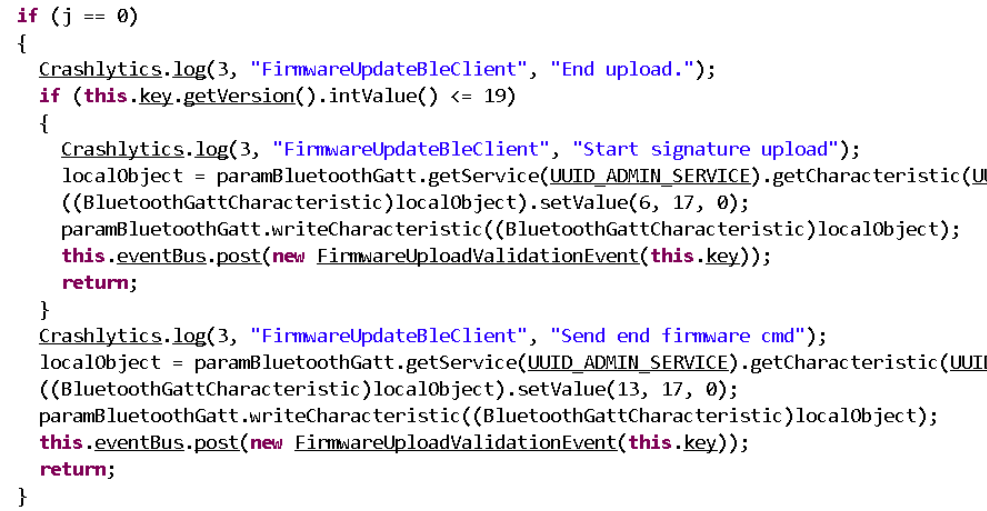 if (j == 0)
{
Crashlytics.log(3, "FirmwareUpdateBleClient", "End upload.");
if (this.key.getVersion().intValue() <= 19)
{
Crashlytics.log(3, "FirmwareUpdateBleClient", "Start signature upload");
localObject = paramBluetoothGatt.getService(UUID_ADMIN_SERVICE).getCharacteristic(
((BluetoothGattCharacteristic)localObject).setValue(6, 17, 0);
paramBluetoothGatt.writeCharacteristic((BluetoothGattCharacteristic)localObject);
this.eventBus.post(new FirmwareUploadValidationEvent(this.key));
return;
}
Crashlytics.log(3, "FirmwareUpdateBleClient", "Send end firmware cmd");
localObject = paramBluetoothGatt.getService(UUID_ADMIN_SERVICE).getCharacteristic(UUI
((BluetoothGattCharacteristic)localObject).setValue(13, 17, 0);
paramBluetoothGatt.writeCharacteristic((BluetoothGattCharacteristic)localObject);
this.eventBus.post(new FirmwareUploadValidationEvent(this.key));
return;
}